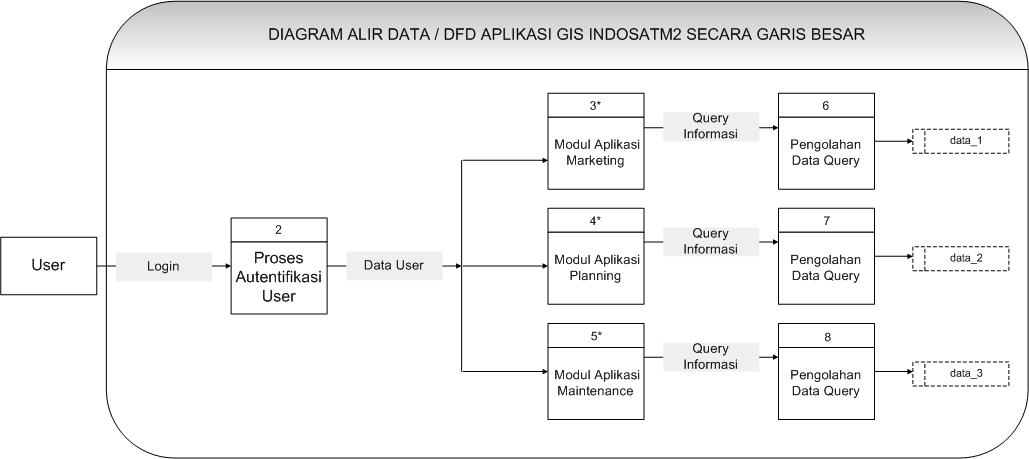 DIAGRAM ALIR DATA / DFD APLIKASI GIS INDOSATM2 SECARA GARIS BESAR
User
Login
2
Proses
Autentifikasi
User
Data User
3*
Modul Aplikasi
Marketing
Query
Informasi
6
Pengolahan
Data Query
data_1
4*
Modul Aplikasi
Planning
Query
Informasi
7
Pengolahan
Data Query
data_2
5*
Modul Aplikasi
Maintenance
Query
Informasi
8
Pengolahan
Data Query
data_3